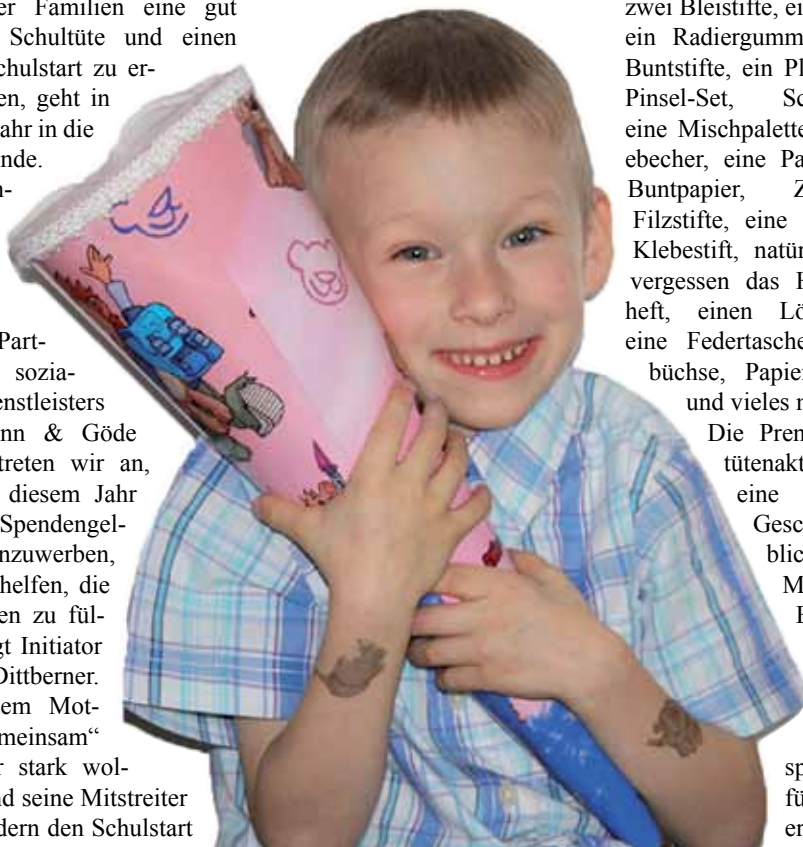 er Familien eine gut
Schultüte und einen
chulstart zu er-
en, geht in
ahr in die
nde.
n-
Part-
sozia-
enstleisters
nn & Göde
treten wir an,
diesem Jahr
Spendengel-
nzuwerben,
helfen, die
en zu fül-
gt Initiator
Dittberner.
em Mot-
meinsam“
r stark wol-
nd seine Mitstreiter
dern den Schulstart
zwei Bleistifte, ei
ein Radiergumm
Buntstifte, ein Pl
Pinsel-Set, Sc
eine Mischpalette
ebecher, eine Pa
Buntpapier, Z
Filzstifte, eine
Klebestift, natür
vergessen das H
heft, einen Lö
eine Federtasche
büchse, Papier
und vieles m
Die Prem
tütenakt
eine
Gesc
blic
M
E
sp
fü
er